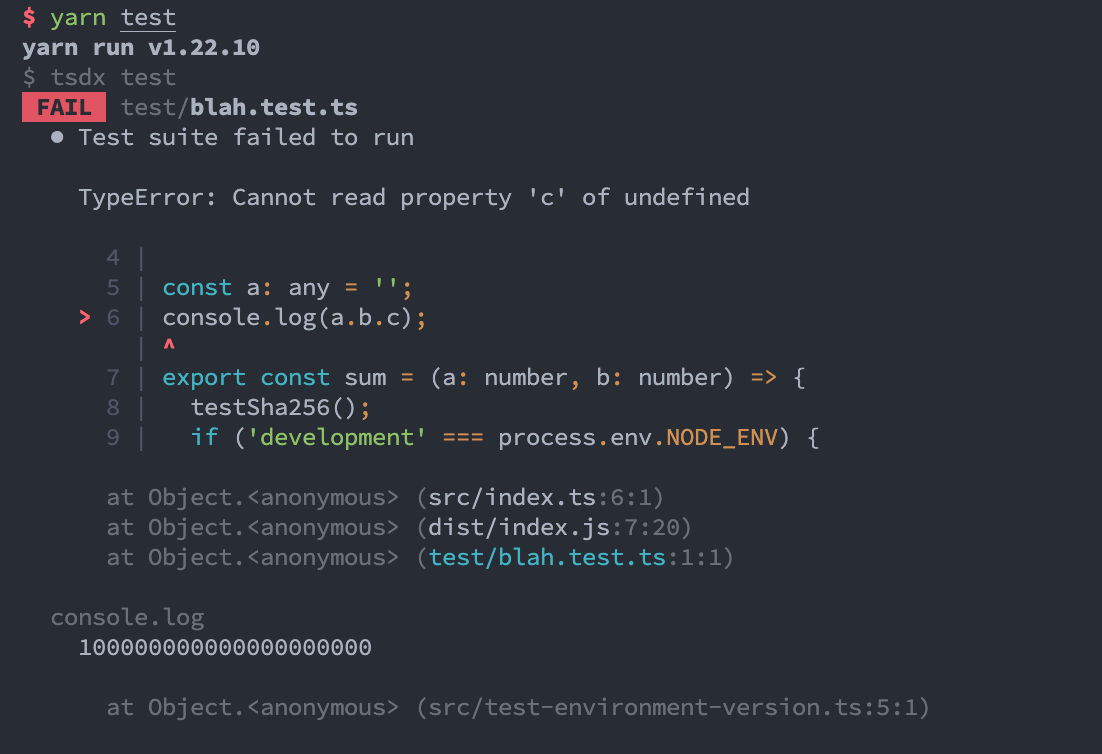 $ yarn test
yarn run v1.22.10
$ tsdx test
FAIL test/blah.test.ts
● Test suite failed to run
TypeError: Cannot read property 'c' of undefined
4 |
5 | const a: any = '';
> 6 | console.log(a.b.c);
| ^
7 | export const sum = (a: number, b: number) => {
8 | testSha256();
9 | if ('development' === process.env.NODE_ENV) {
at Object.<anonymous> (src/index.ts:6:1)
at Object.<anonymous> (dist/index.js:7:20)
at Object.<anonymous> (test/blah.test.ts:1:1)
console.log
100000000000000000000
at Object.<anonymous> (src/test-environment-version.ts:5:1)